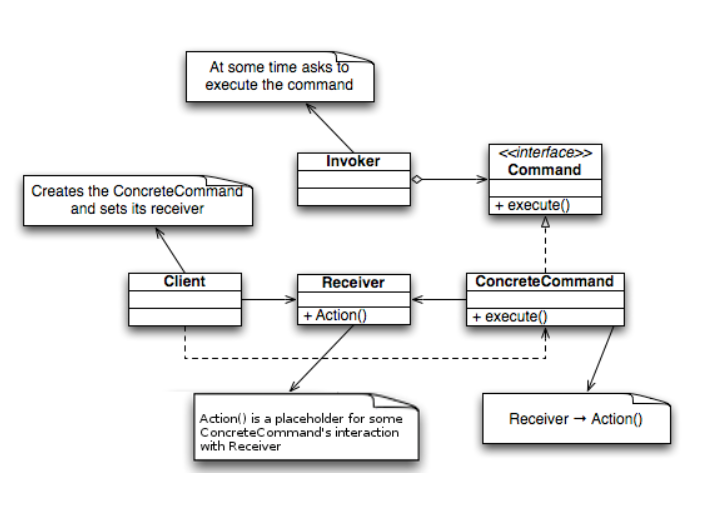 At some time asks to
execute the command
<<interface>>
Command
+ execute()
Invoker
Creates the ConcreteCommand
and sets its receiver
Client
Receiver
+ Action()
ConcreteCommand
+ execute()
Action() is a placeholder for some
ConcreteCommand's interaction
with Receiver
Receiver → Action()